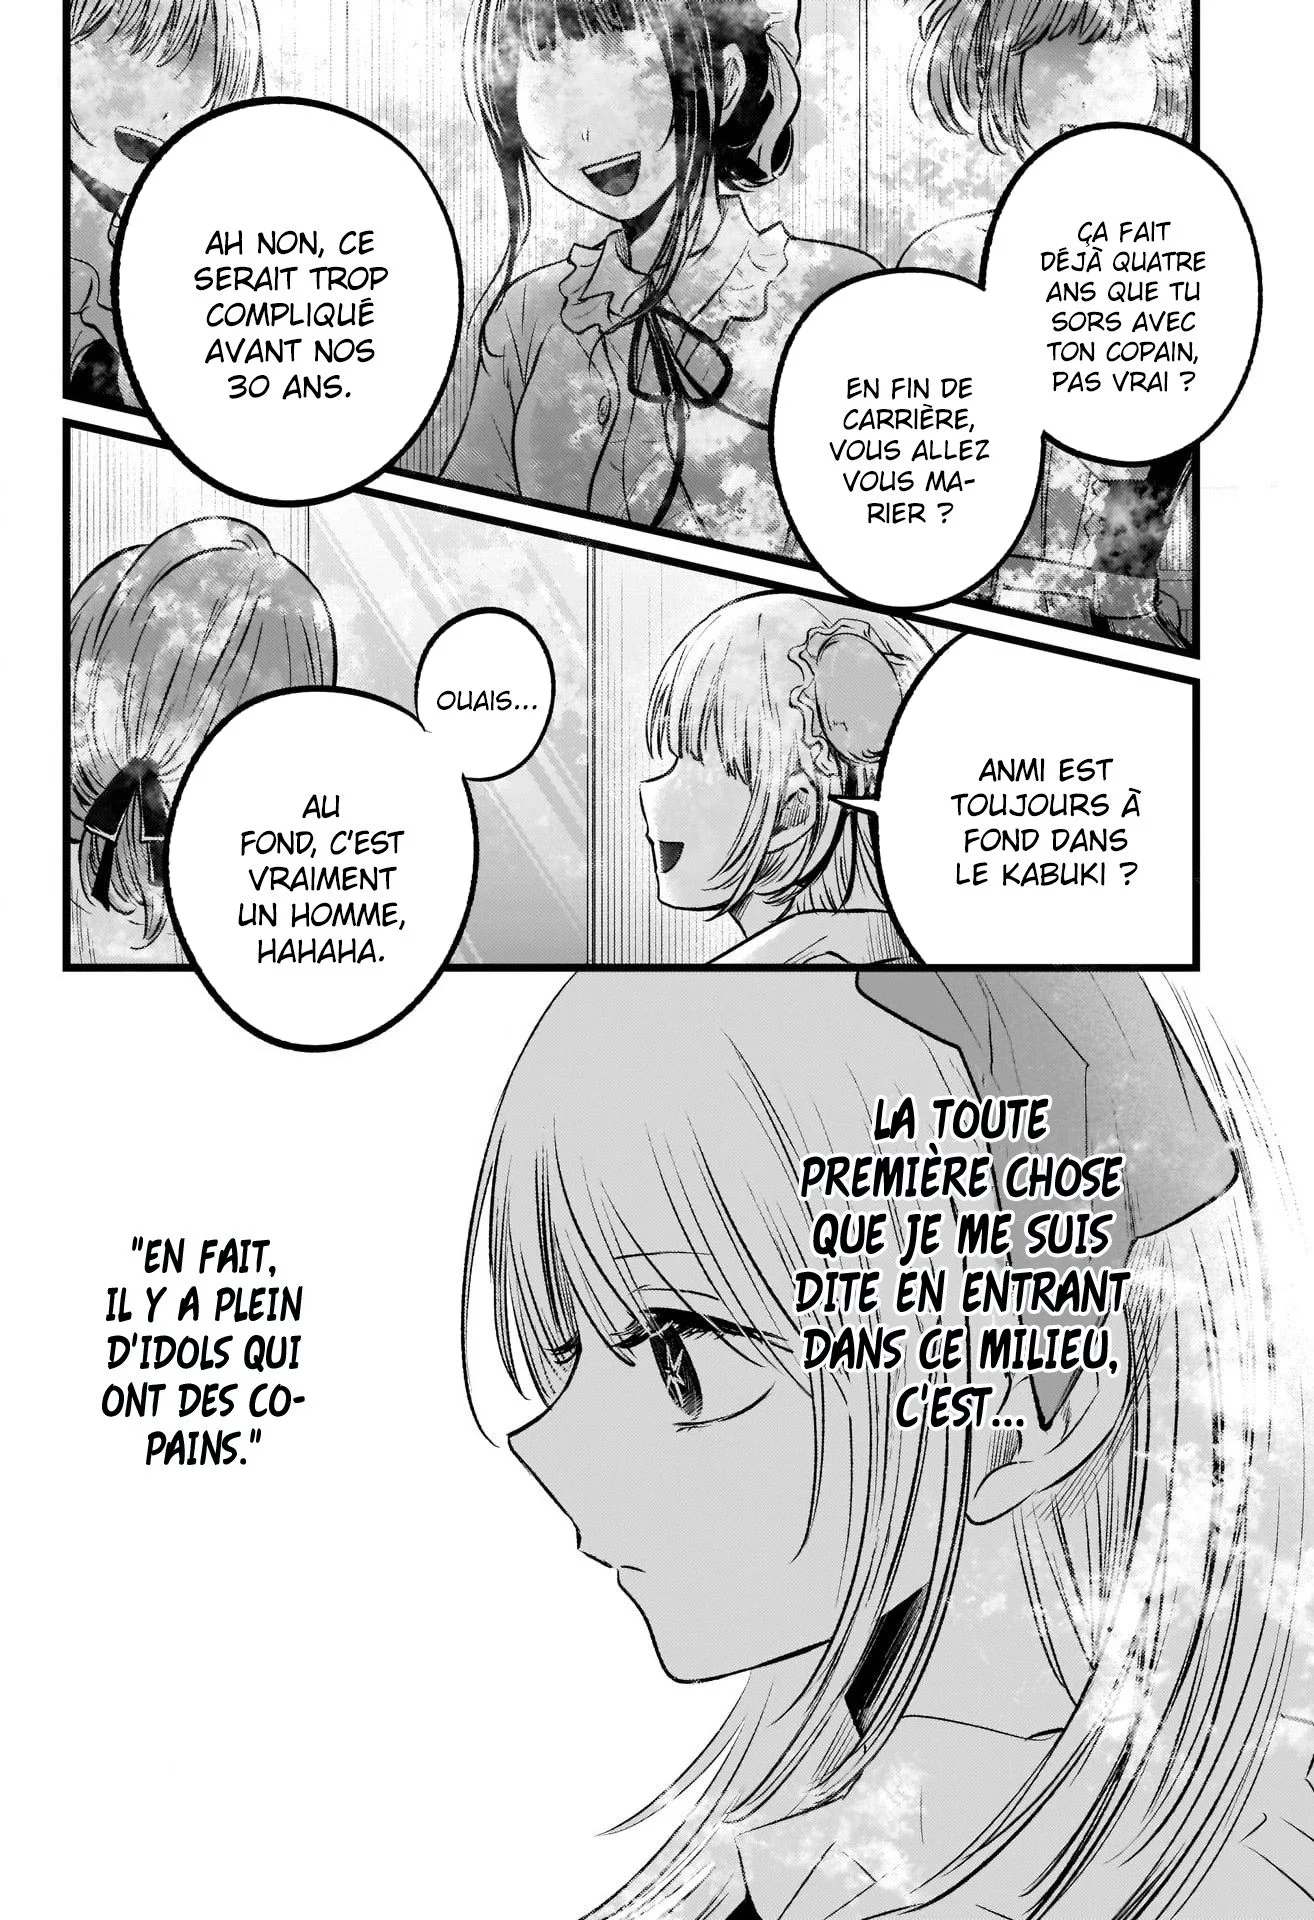 ÇA FAIT
DÉJÀ QUATRE
ANS QUE TU
SORS AVEC
TON COPAIN,
PAS VRAI ?
EN FIN DE
CARRIÈRE,
VOUS ALLEZ
VOUS MA-
RIER ?
AH NON, CE
SERAIT TROP
COMPLIQUÉ
AVANT NOS
30 ANS.
ANMI EST
TOUJOURS À
FOND DANS
LE KABUKI ?
OUAIS...
AU
FOND, C'EST
VRAIMENT
UN HOMME,
HAHAHA.
LA TOUTE
PREMIÈRE CHOSE
QUE JE ME SUIS
DITE EN ENTRANT
DANS CE MILIEU,
C'EST...
"EN FAIT,
IL Y A PLEIN
D'IDOLS QUI
ONT DES CO-
PAINS."